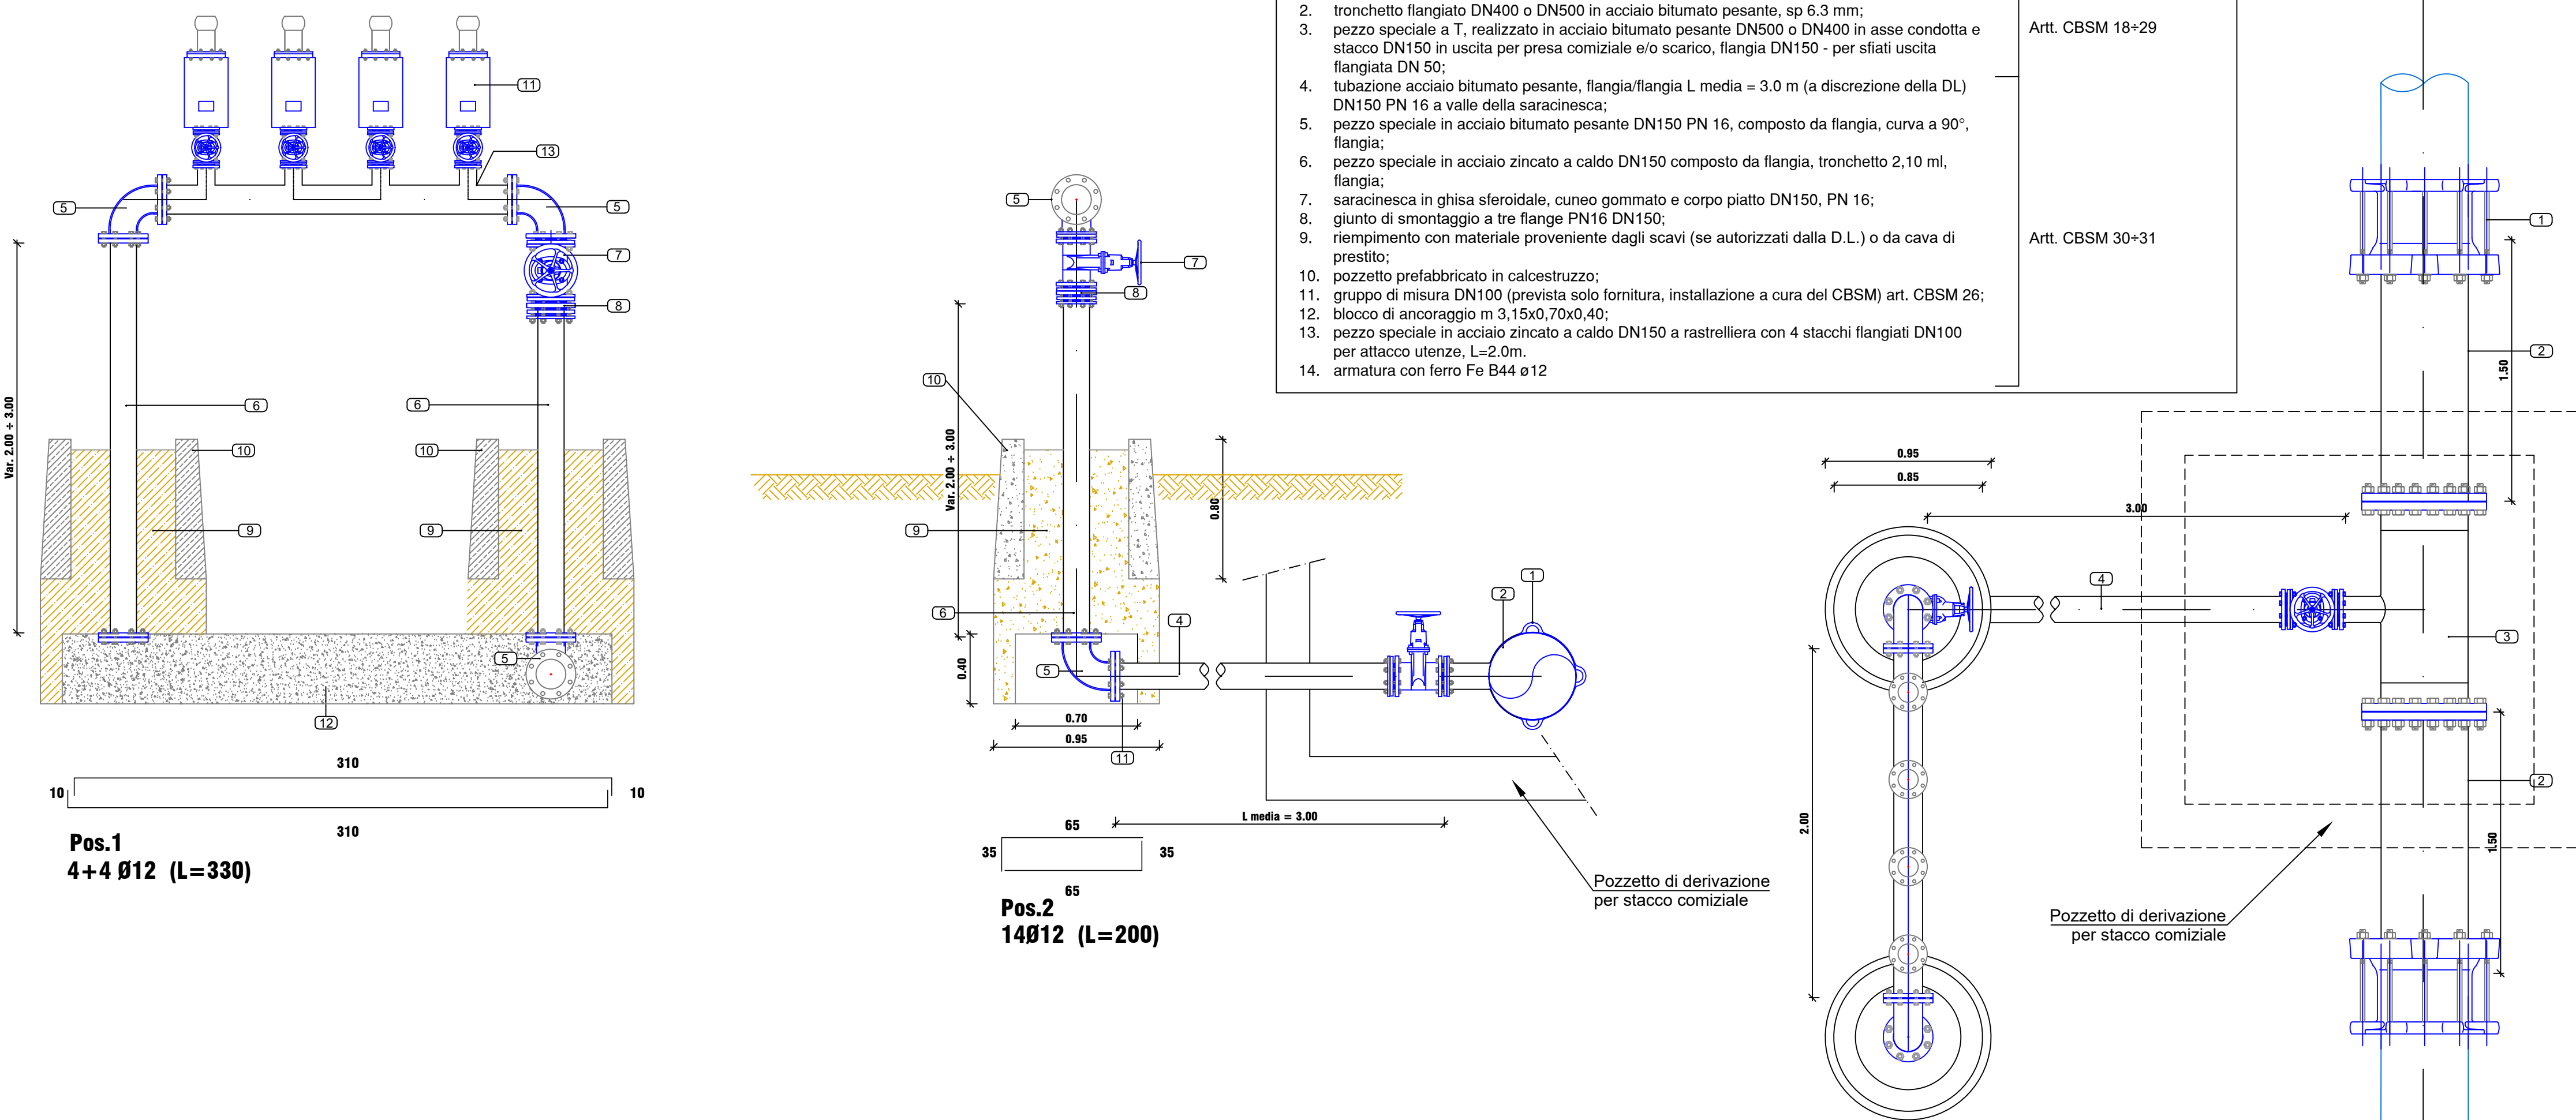 2. tronchetto flangiato DN400 o DN500 in acciaio bitumato pesante, sp 6.3 mm;
3. pezzo speciale a T, realizzato in acciaio bitumato pesante DN500 o DN400 in asse condotta e
stacco DN150 in uscita per presa comiziale e/o scarico, flangia DN150 - per sfiati uscita
flangiata DN 50;
4. tubazione acciaio bitumato pesante, flangia/flangia L media = 3.0 m (a discrezione della DL)
DN150 PN 16 a valle della saracinesca;
5. pezzo speciale in acciaio bitumato pesante DN150 PN 16, composto da flangia, curva a 90°,
flangia;
6. pezzo speciale in acciaio zincato a caldo DN150 composto da flangia, tronchetto 2,10 ml,
flangia;
7. saracinesca in ghisa sferoidale, cuneo gommato e corpo piatto DN150, PN 16;
8. giunto di smontaggio a tre flange PN16 DN150;
9. riempimento con materiale proveniente dagli scavi (se autorizzati dalla D.L.) o da cava di
prestito;
10. pozzetto prefabbricato in calcestruzzo;
11. gruppo di misura DN100 (prevista solo fornitura, installazione a cura del CBSM) art. CBSM 26;
12. blocco di ancoraggio m 3,15x0,70x0,40;
13. pezzo speciale in acciaio zincato a caldo DN150 a rastrelliera con 4 stacchi flangiati DN100
per attacco utenze, L=2.0m.
14. armatura con ferro Fe B44 ø12
Artt. CBSM 18÷29
Artt. CBSM 30÷31
11
13
5
5
7
8
6
6
10
10
9
9
5
12
Var. 2.00 ÷ 3.00
310
10
10
310
Pos.1
4+4 Ø12 (L=330)
5
7
8
10
9
6
4
5
11
2
1
Var. 2.00 ÷ 3.00
0.80
0.40
0.70
0.95
L media = 3.00
65
35
35
65
Pos.2
14Ø12 (L=200)
Pozzetto di derivazione
per stacco comiziale
0.95
0.85
3.00
2.00
4
1
2
1.50
3
2
1.50
Pozzetto di derivazione
per stacco comiziale